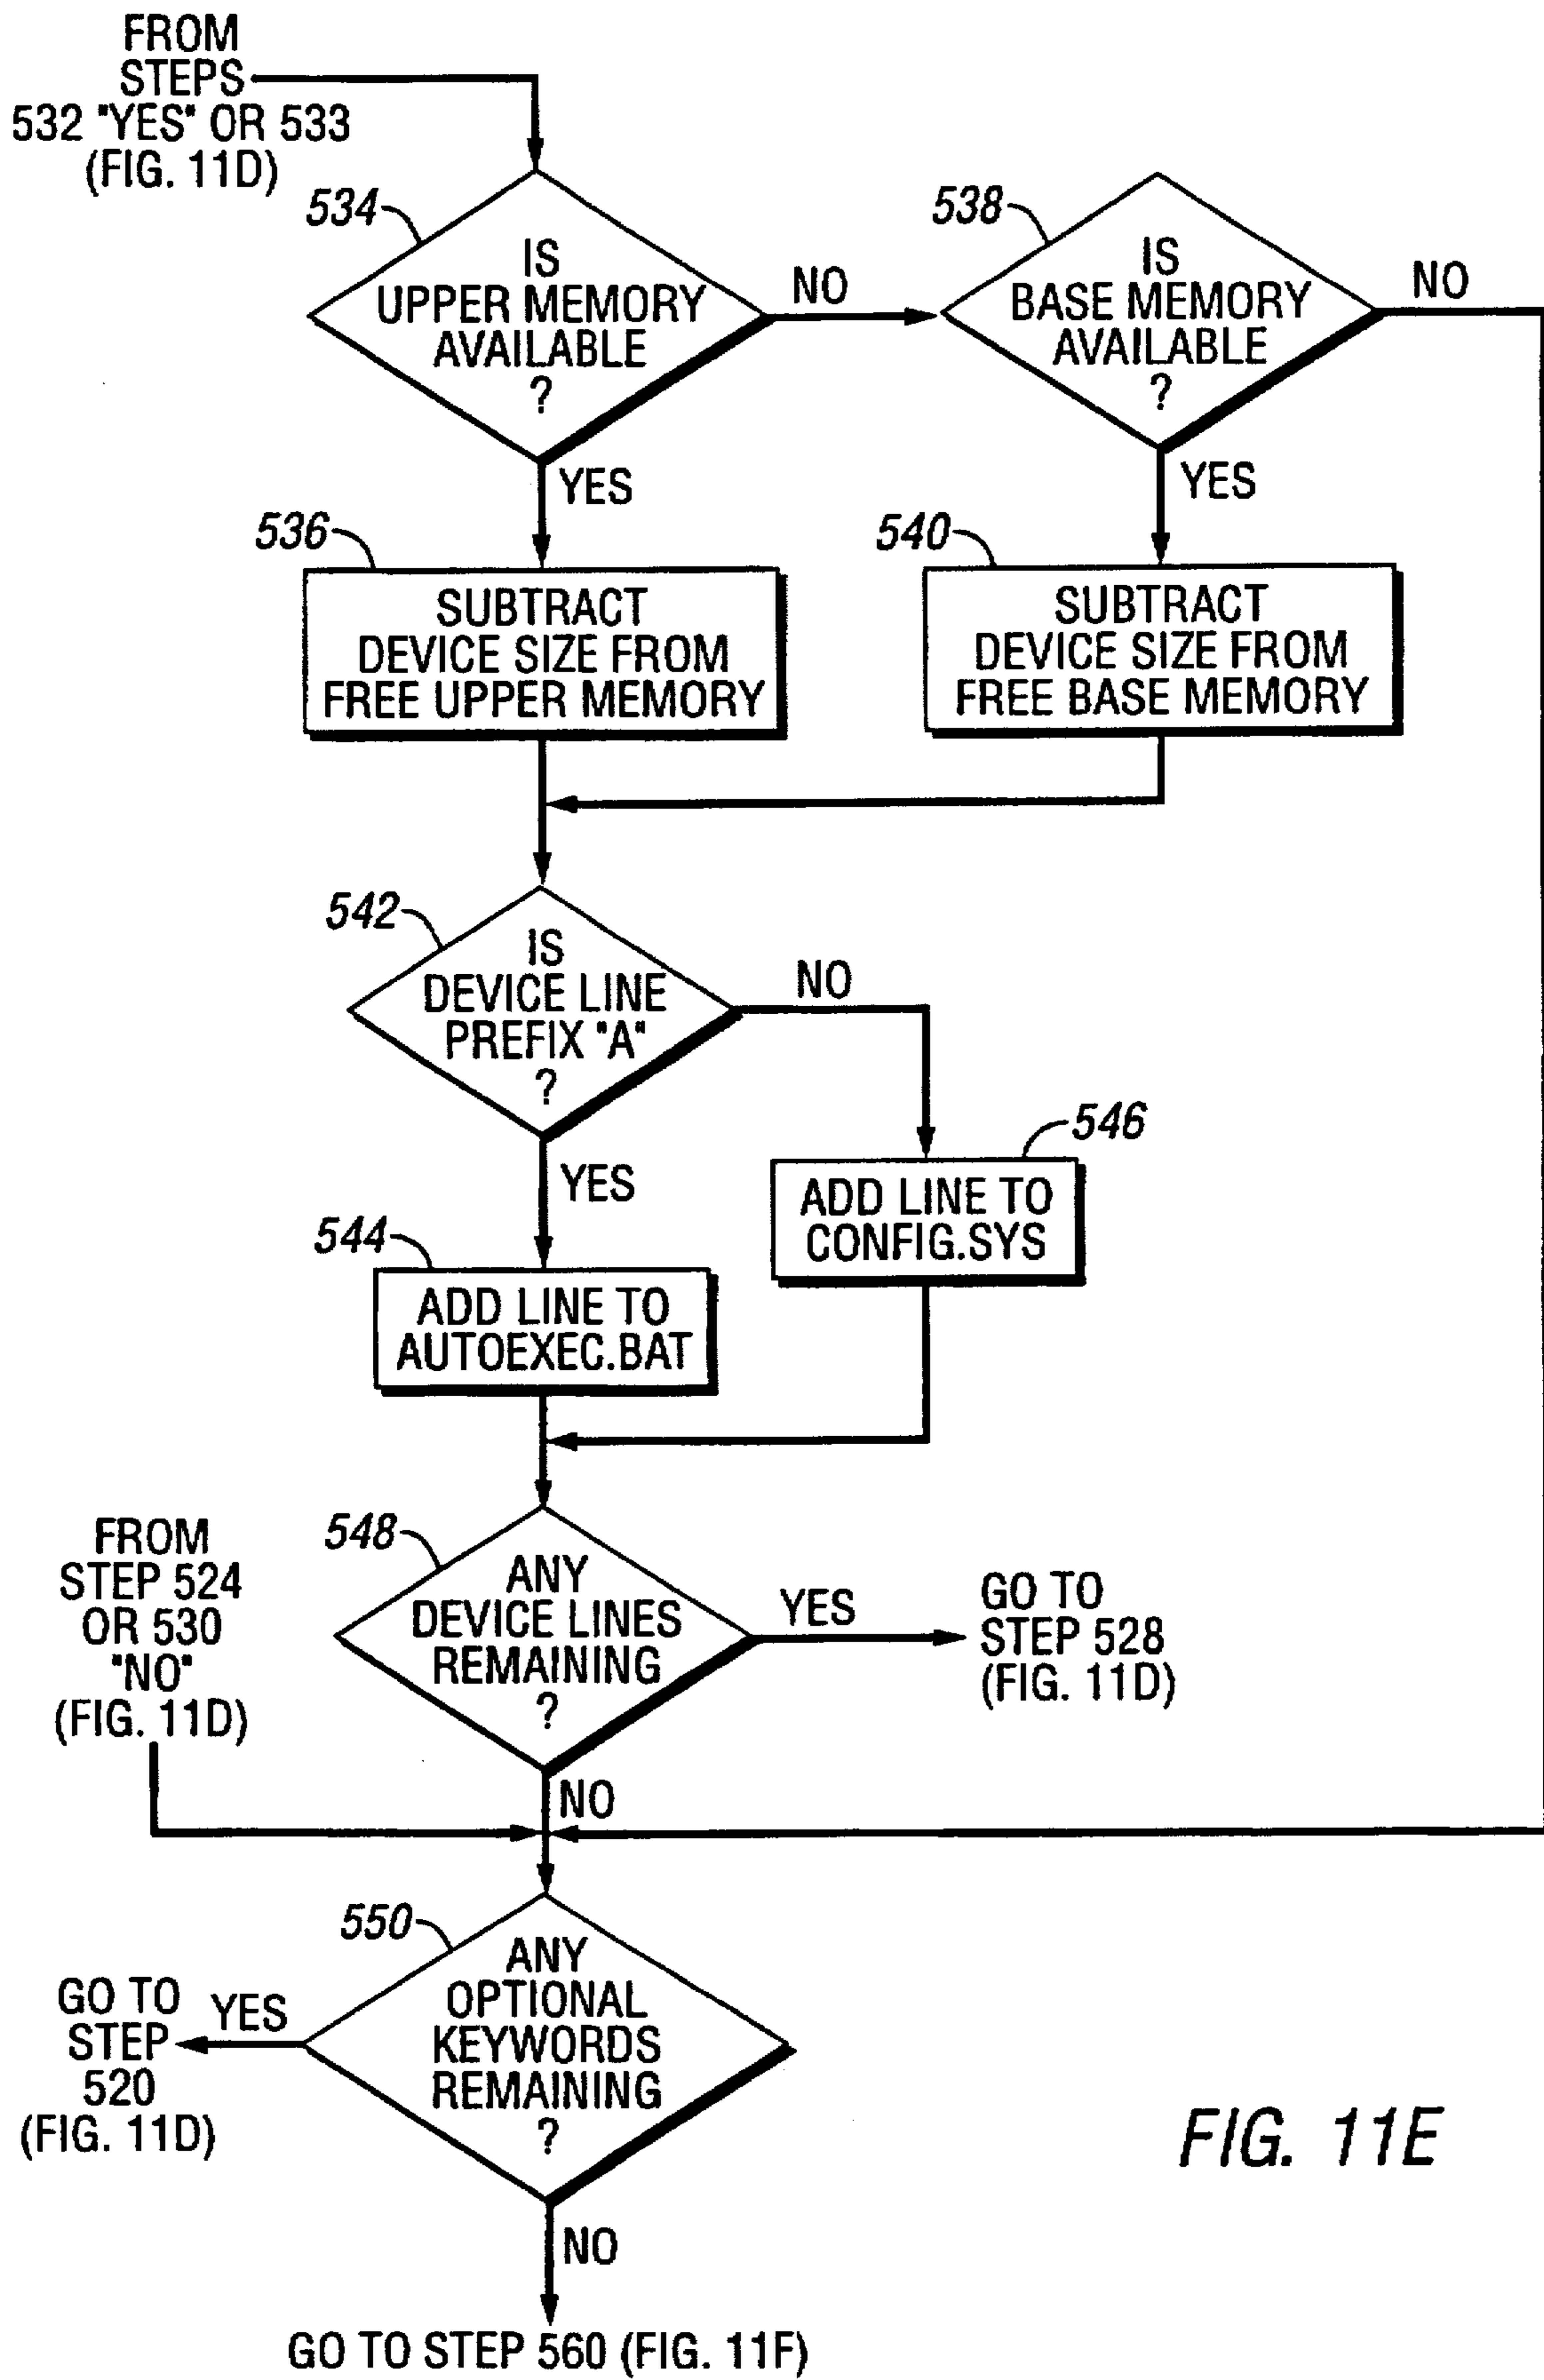 FROM
STEPS
532 "YES" OR 533
(FIG. 11D)
534
IS
UPPER MEMORY
AVAILABLE
?
NO
538
IS
BASE MEMORY
AVAILABLE
?
NO
YES
YES
536
SUBTRACT
DEVICE SIZE FROM
FREE UPPER MEMORY
540
SUBTRACT
DEVICE SIZE FROM
FREE BASE MEMORY
542
IS
DEVICE LINE
PREFIX "A"
?
NO
YES
546
ADD LINE TO
CONFIG.SYS
544
ADD LINE TO
AUTOEXEC.BAT
FROM
STEP 524
OR 530
"NO"
(FIG. 11D)
548
ANY
DEVICE LINES
REMAINING
?
YES
GO TO
STEP 528
(FIG. 11D)
NO
550
ANY
OPTIONAL
KEYWORDS
REMAINING
?
YES
GO TO
STEP
520
(FIG. 11D)
NO
GO TO STEP 560 (FIG. 11F)
FIG. 11E